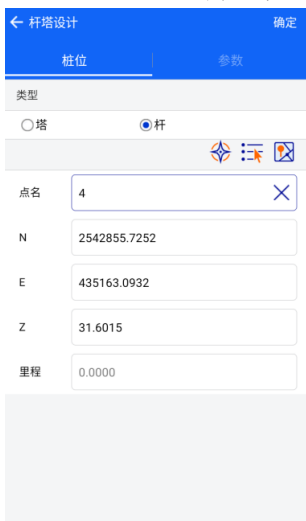 杆塔设计 确定
桩位 参数
类型
塔 杆
点名 4
N 2542855.7252
E 435163.0932
Z 31.6015
里程 0.0000